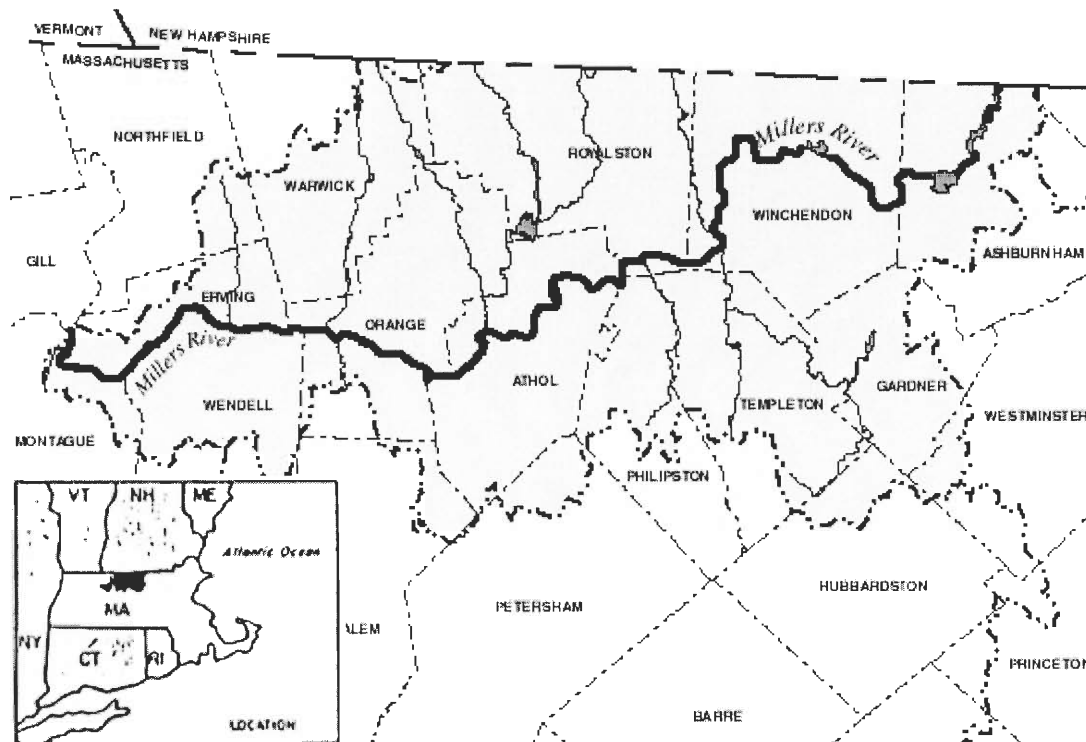 VERMONT
NEW HAMPSHIRE
MASSACHUSETTS
NORTHFIELD
ROYALSTON
Millers River
WARWICK
WINCHENDON
GILL
ASHBURNHAM
ERVING
ORANGE
Millers River
ATHOL
GARDNER
WENDELL
TEMPLETON
WESTMINSTER
MONTAGUE
PHILIPSTON
VT
NH
ME
Atlantic Ocean
MA
NY
CT
RI
LOCATION
ALEM
PETERSHAM
HUBBARDSTON
PRINCETON
BARRE